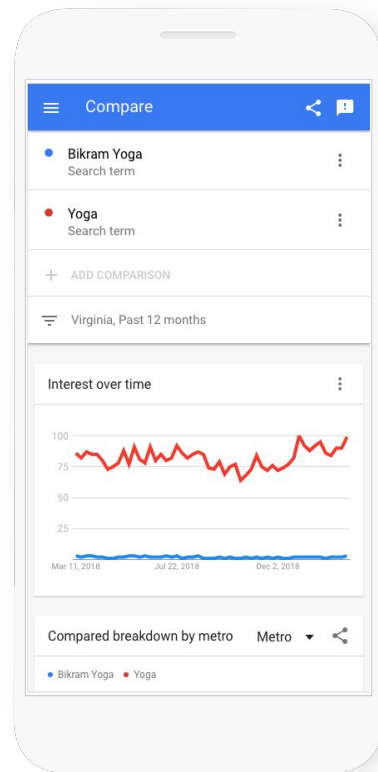 Compare
Bikram Yoga
Search term
Yoga
Search term
ADD COMPARISON
Virginia, Past 12 months
Interest over time
100
75
50
25
Mar 11, 2018 Jul 22, 2018 Dec 2, 2018
Compared breakdown by metro Metro
Bikram Yoga Yoga